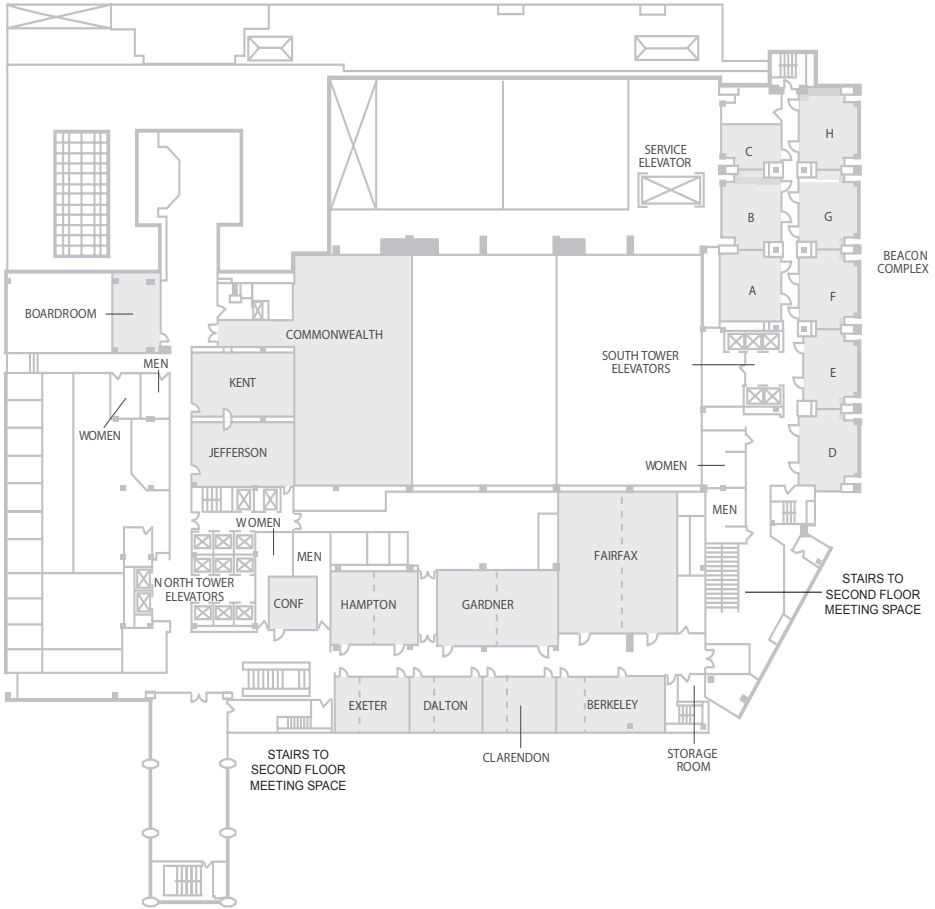 H
C
SERVICE
ELEVATOR
B
G
BEACON
COMPLEX
A
F
BOARDROOM
COMMONWEALTH
SOUTH TOWER
ELEVATORS
MEN
KENT
E
WOMEN
JEFFERSON
D
WOMEN
MEN
WOMEN
MEN
FAIRFAX
NORTH TOWER
ELEVATORS
CONF
HAMPTON
GARDNER
STAIRS TO
SECOND FLOOR
MEETING SPACE
EXETER
DALTON
BERKELEY
CLARENDON
STORAGE
ROOM
STAIRS TO
SECOND FLOOR
MEETING SPACE